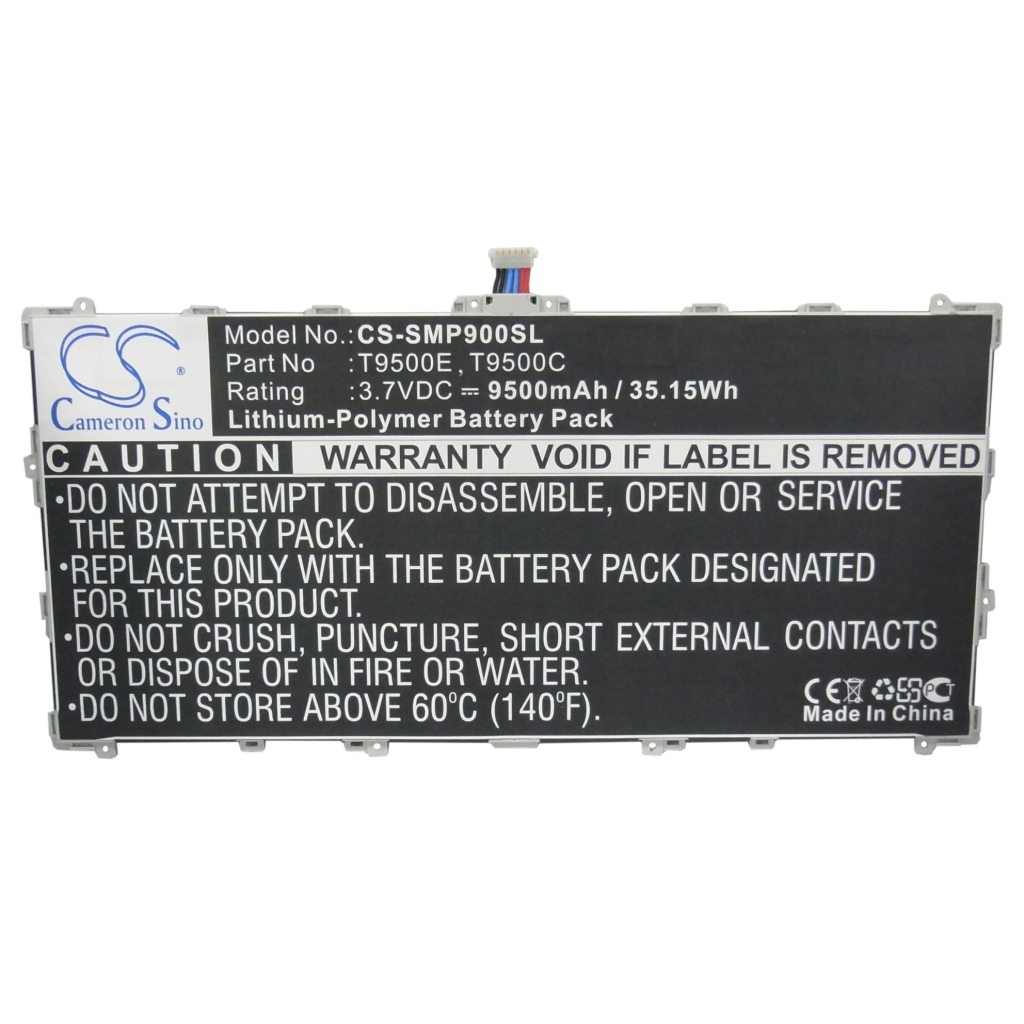 CS®
Cameron Sino
Model No.: CS-SMP900SL
Part No : T9500E, T9500C
Rating : 3.7VDC ⎓ 9500mAh / 35.15Wh
Lithium-Polymer Battery Pack
CAUTION WARRANTY VOID IF LABEL IS REMOVED
•DO NOT ATTEMPT TO DISASSEMBLE, OPEN OR SERVICE
THE BATTERY PACK.
•REPLACE ONLY WITH THE BATTERY PACK DESIGNATED
FOR THIS PRODUCT.
•DO NOT CRUSH, PUNCTURE, SHORT EXTERNAL CONTACTS
OR DISPOSE OF IN FIRE OR WATER.
•DO NOT STORE ABOVE 60°C (140°F).
CE PCT
Made In China